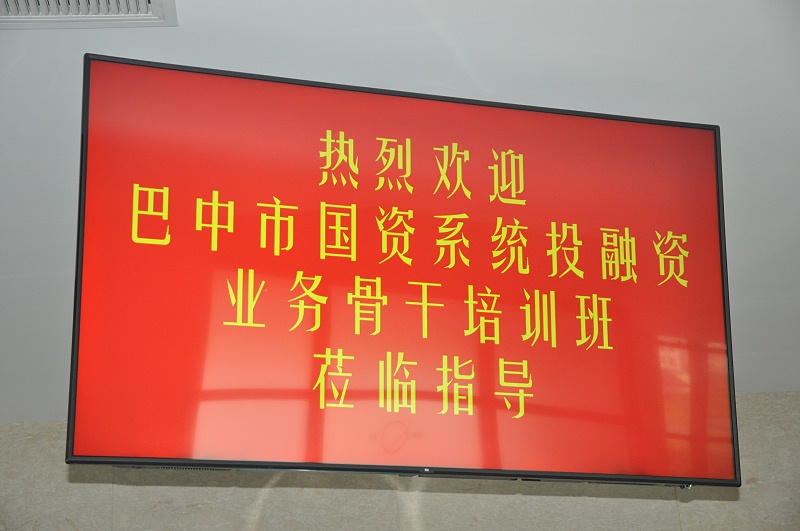 热烈欢迎
巴中市国资系统投融资
业务骨干培训班
莅临指导